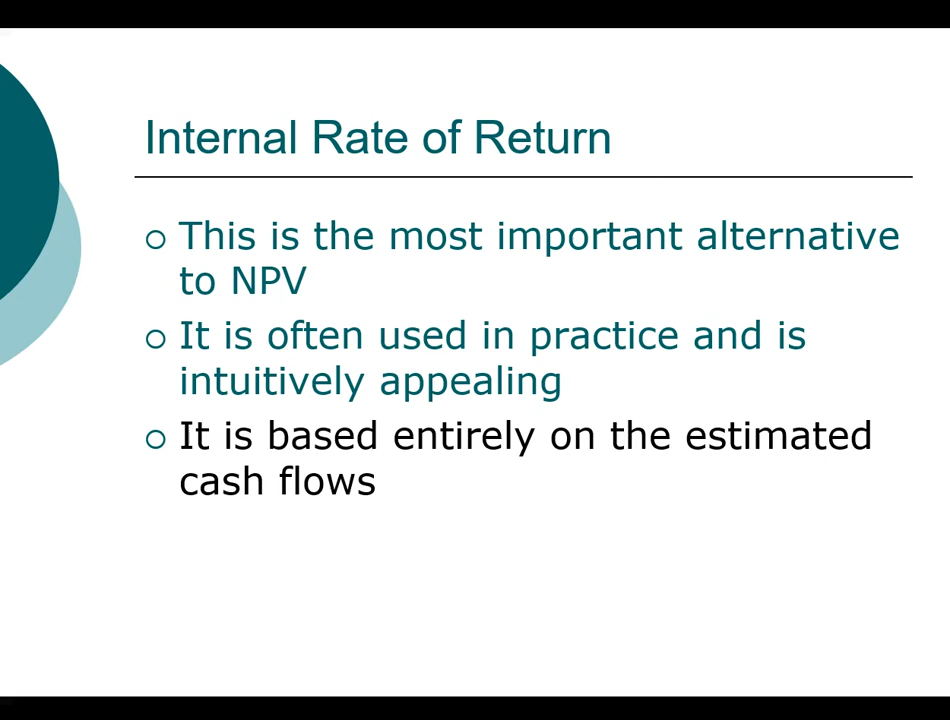 Internal Rate of Return
This is the most important alternative
to NPV
It is often used in practice and is
intuitively appealing
It is based entirely on the estimated
cash flows